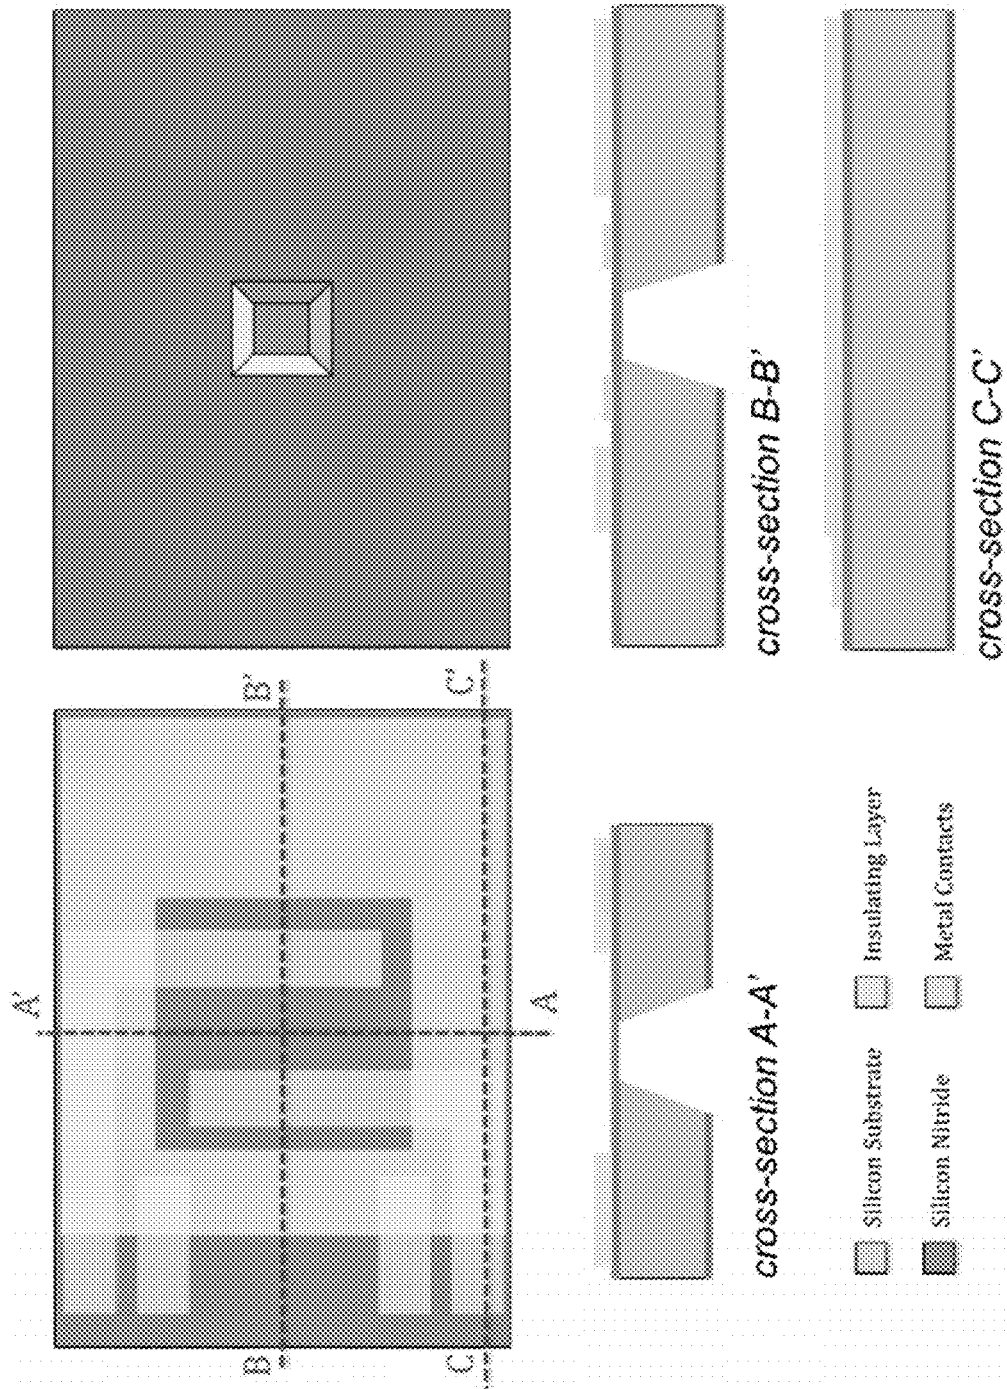 A'
A
B
B'
C
C'
cross-section A-A'
cross-section B-B'
cross-section C-C'
Silicon Substrate
Insulating Layer
Silicon Nitride
Metal Contacts